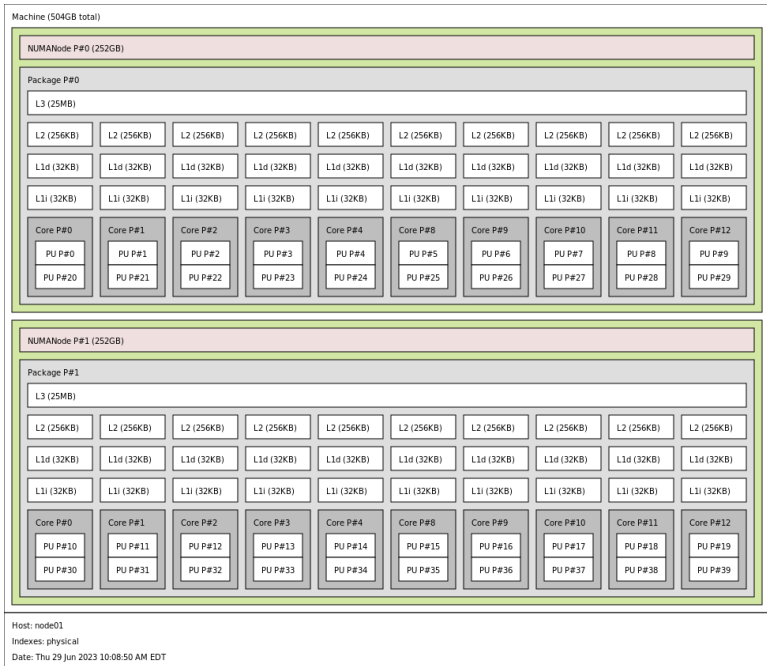 Machine (504GB total)
NUMANode P#0 (252GB)
Package P#0
L3 (25MB)
L2 (256KB) L2 (256KB) L2 (256KB) L2 (256KB) L2 (256KB) L2 (256KB) L2 (256KB) L2 (256KB) L2 (256KB) L2 (256KB)
L1d (32KB) L1d (32KB) L1d (32KB) L1d (32KB) L1d (32KB) L1d (32KB) L1d (32KB) L1d (32KB) L1d (32KB) L1d (32KB)
L1i (32KB) L1i (32KB) L1i (32KB) L1i (32KB) L1i (32KB) L1i (32KB) L1i (32KB) L1i (32KB) L1i (32KB) L1i (32KB)
Core P#0 Core P#1 Core P#2 Core P#3 Core P#4 Core P#8 Core P#9 Core P#10 Core P#11 Core P#12
PU P#0 PU P#1 PU P#2 PU P#3 PU P#4 PU P#5 PU P#6 PU P#7 PU P#8 PU P#9
PU P#20 PU P#21 PU P#22 PU P#23 PU P#24 PU P#25 PU P#26 PU P#27 PU P#28 PU P#29
NUMANode P#1 (252GB)
Package P#1
L3 (25MB)
L2 (256KB) L2 (256KB) L2 (256KB) L2 (256KB) L2 (256KB) L2 (256KB) L2 (256KB) L2 (256KB) L2 (256KB) L2 (256KB)
L1d (32KB) L1d (32KB) L1d (32KB) L1d (32KB) L1d (32KB) L1d (32KB) L1d (32KB) L1d (32KB) L1d (32KB) L1d (32KB)
L1i (32KB) L1i (32KB) L1i (32KB) L1i (32KB) L1i (32KB) L1i (32KB) L1i (32KB) L1i (32KB) L1i (32KB) L1i (32KB)
Core P#0 Core P#1 Core P#2 Core P#3 Core P#4 Core P#8 Core P#9 Core P#10 Core P#11 Core P#12
PU P#10 PU P#11 PU P#12 PU P#13 PU P#14 PU P#15 PU P#16 PU P#17 PU P#18 PU P#19
PU P#30 PU P#31 PU P#32 PU P#33 PU P#34 PU P#35 PU P#36 PU P#37 PU P#38 PU P#39
Host: node01
Indexes: physical
Date: Thu 29 Jun 2023 10:08:50 AM EDT